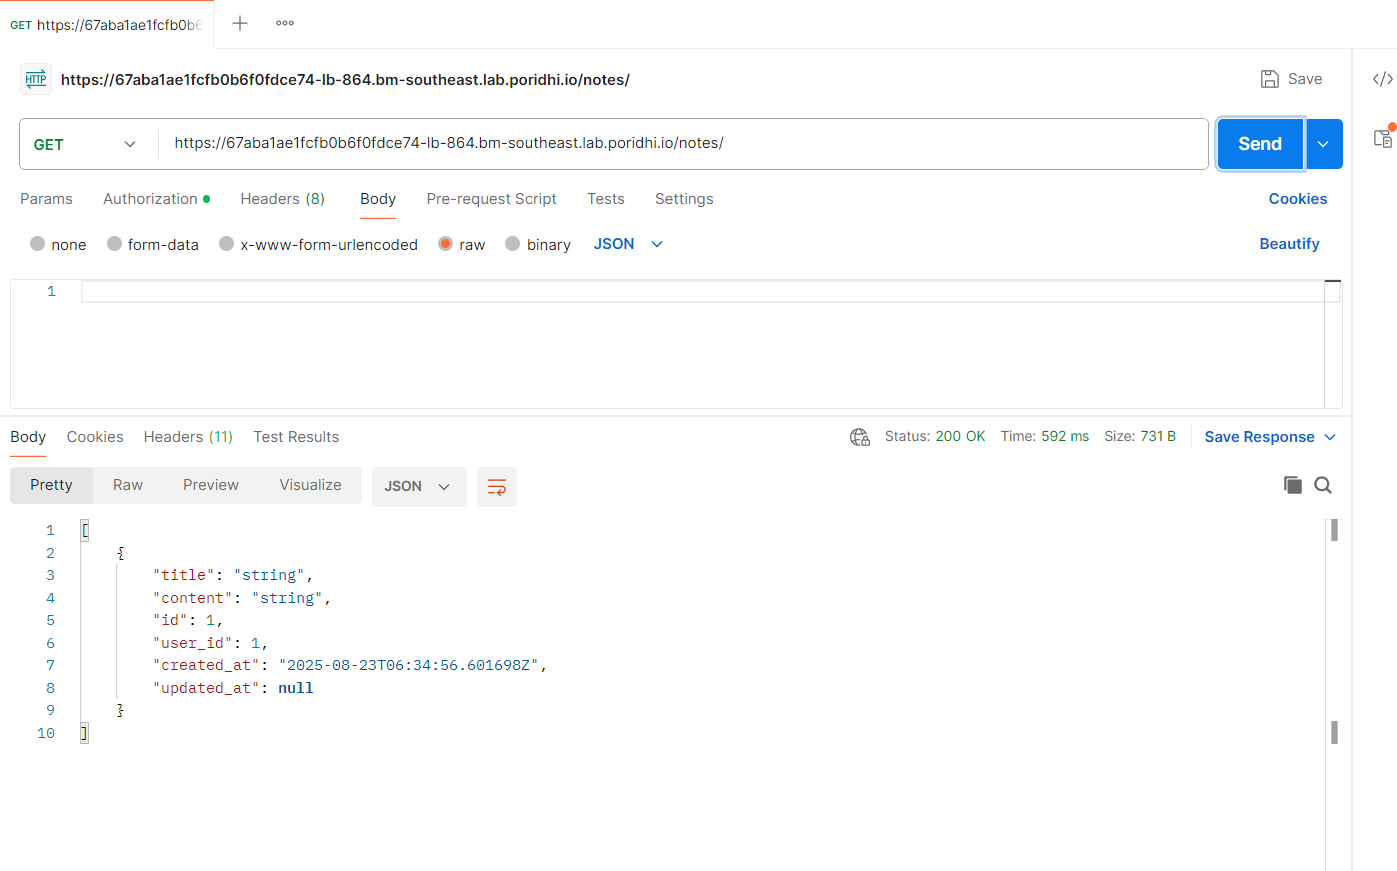 GET https://67aba1ae1fcfb0b6
HTTP https://67aba1ae1fcfb0b6f0fdce74-lb-864.bm-southeast.lab.poridhi.io/notes/ Save </>
GET https://67aba1ae1fcfb0b6f0fdce74-lb-864.bm-southeast.lab.poridhi.io/notes/ Send
Params Authorization Headers (8) Body Pre-request Script Tests Settings Cookies
none form-data x-www-form-urlencoded raw binary JSON Beautify
1
Body Cookies Headers (11) Test Results Status: 200 OK Time: 592 ms Size: 731 B Save Response
Pretty Raw Preview Visualize JSON
1 [
2 {
3 "title": "string",
4 "content": "string",
5 "id": 1,
6 "user_id": 1,
7 "created_at": "2025-08-23T06:34:56.601698Z",
8 "updated_at": null
9 }
10 ]